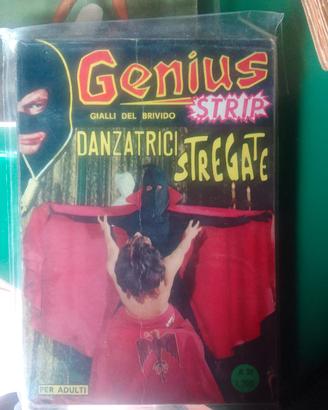 Genius
STRIP
GIALLI DEL BRIVIDO
DANZATRICI
STREGATE
PER ADULTI